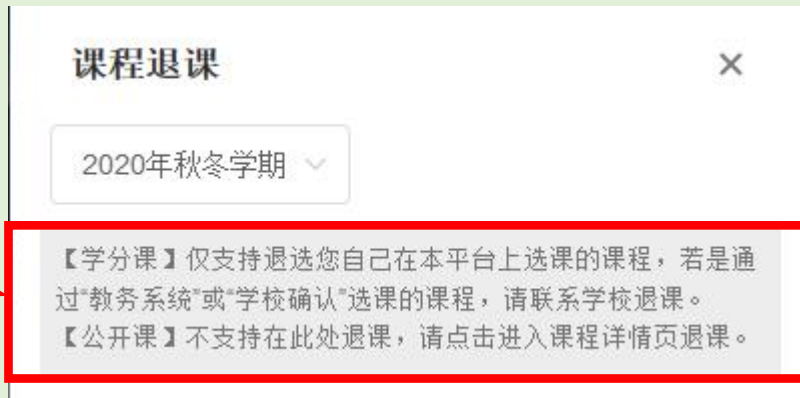 课程退课
2020年秋冬学期
【学分课】仅支持退选您自己在本平台上选课的课程，若是通
过“教务系统”或“学校确认”选课的课程，请联系学校退课。
【公开课】不支持在此处退课，请点击进入课程详情页退课。